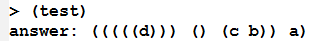 > (test)
answer: (((((d))) () (c b)) a)